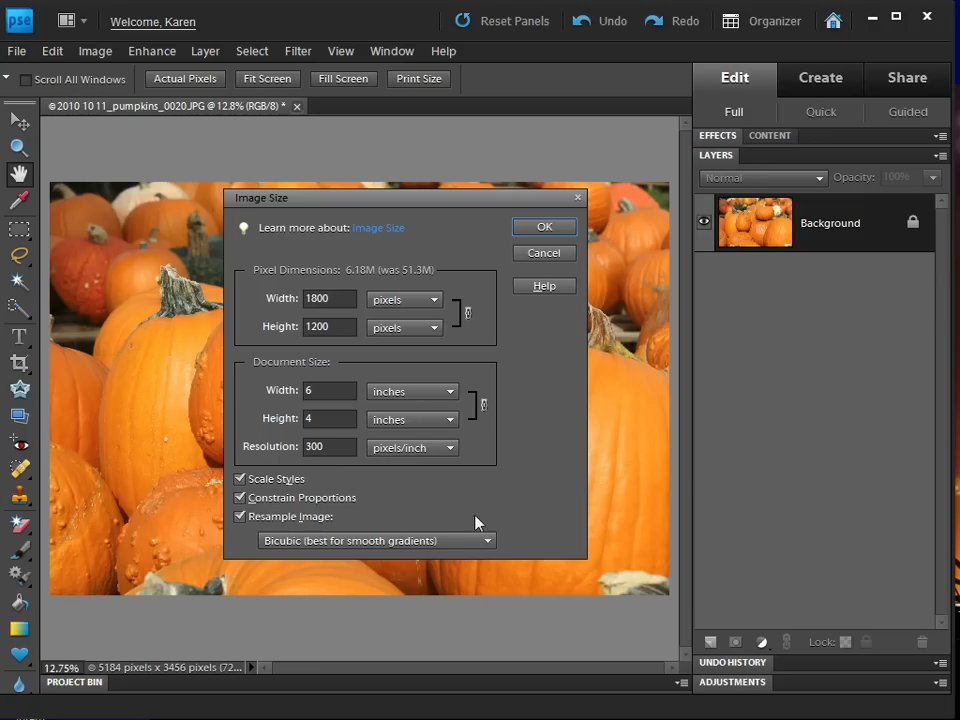 pse Welcome, Karen Reset Panels Undo Redo Organizer
File Edit Image Enhance Layer Select Filter View Window Help
Scroll All Windows Actual Pixels Fit Screen Fill Screen Print Size
Edit Create Share
©2010 10 11_pumpkins_0020.JPG @ 12.8% (RGB/8) *
Full Quick Guided
EFFECTS CONTENT
LAYERS
Normal Opacity: 100%
Background
Image Size
Learn more about: Image Size
OK
Cancel
Help
Pixel Dimensions: 6.18M (was 51.3M)
Width: 1800 pixels
Height: 1200 pixels
Document Size:
Width: 6 inches
Height: 4 inches
Resolution: 300 pixels/inch
Scale Styles
Constrain Proportions
Resample Image:
Bicubic (best for smooth gradients)
Lock:
12.75% © 5184 pixels x 3456 pixels (72...
UNDO HISTORY
PROJECT BIN
ADJUSTMENTS